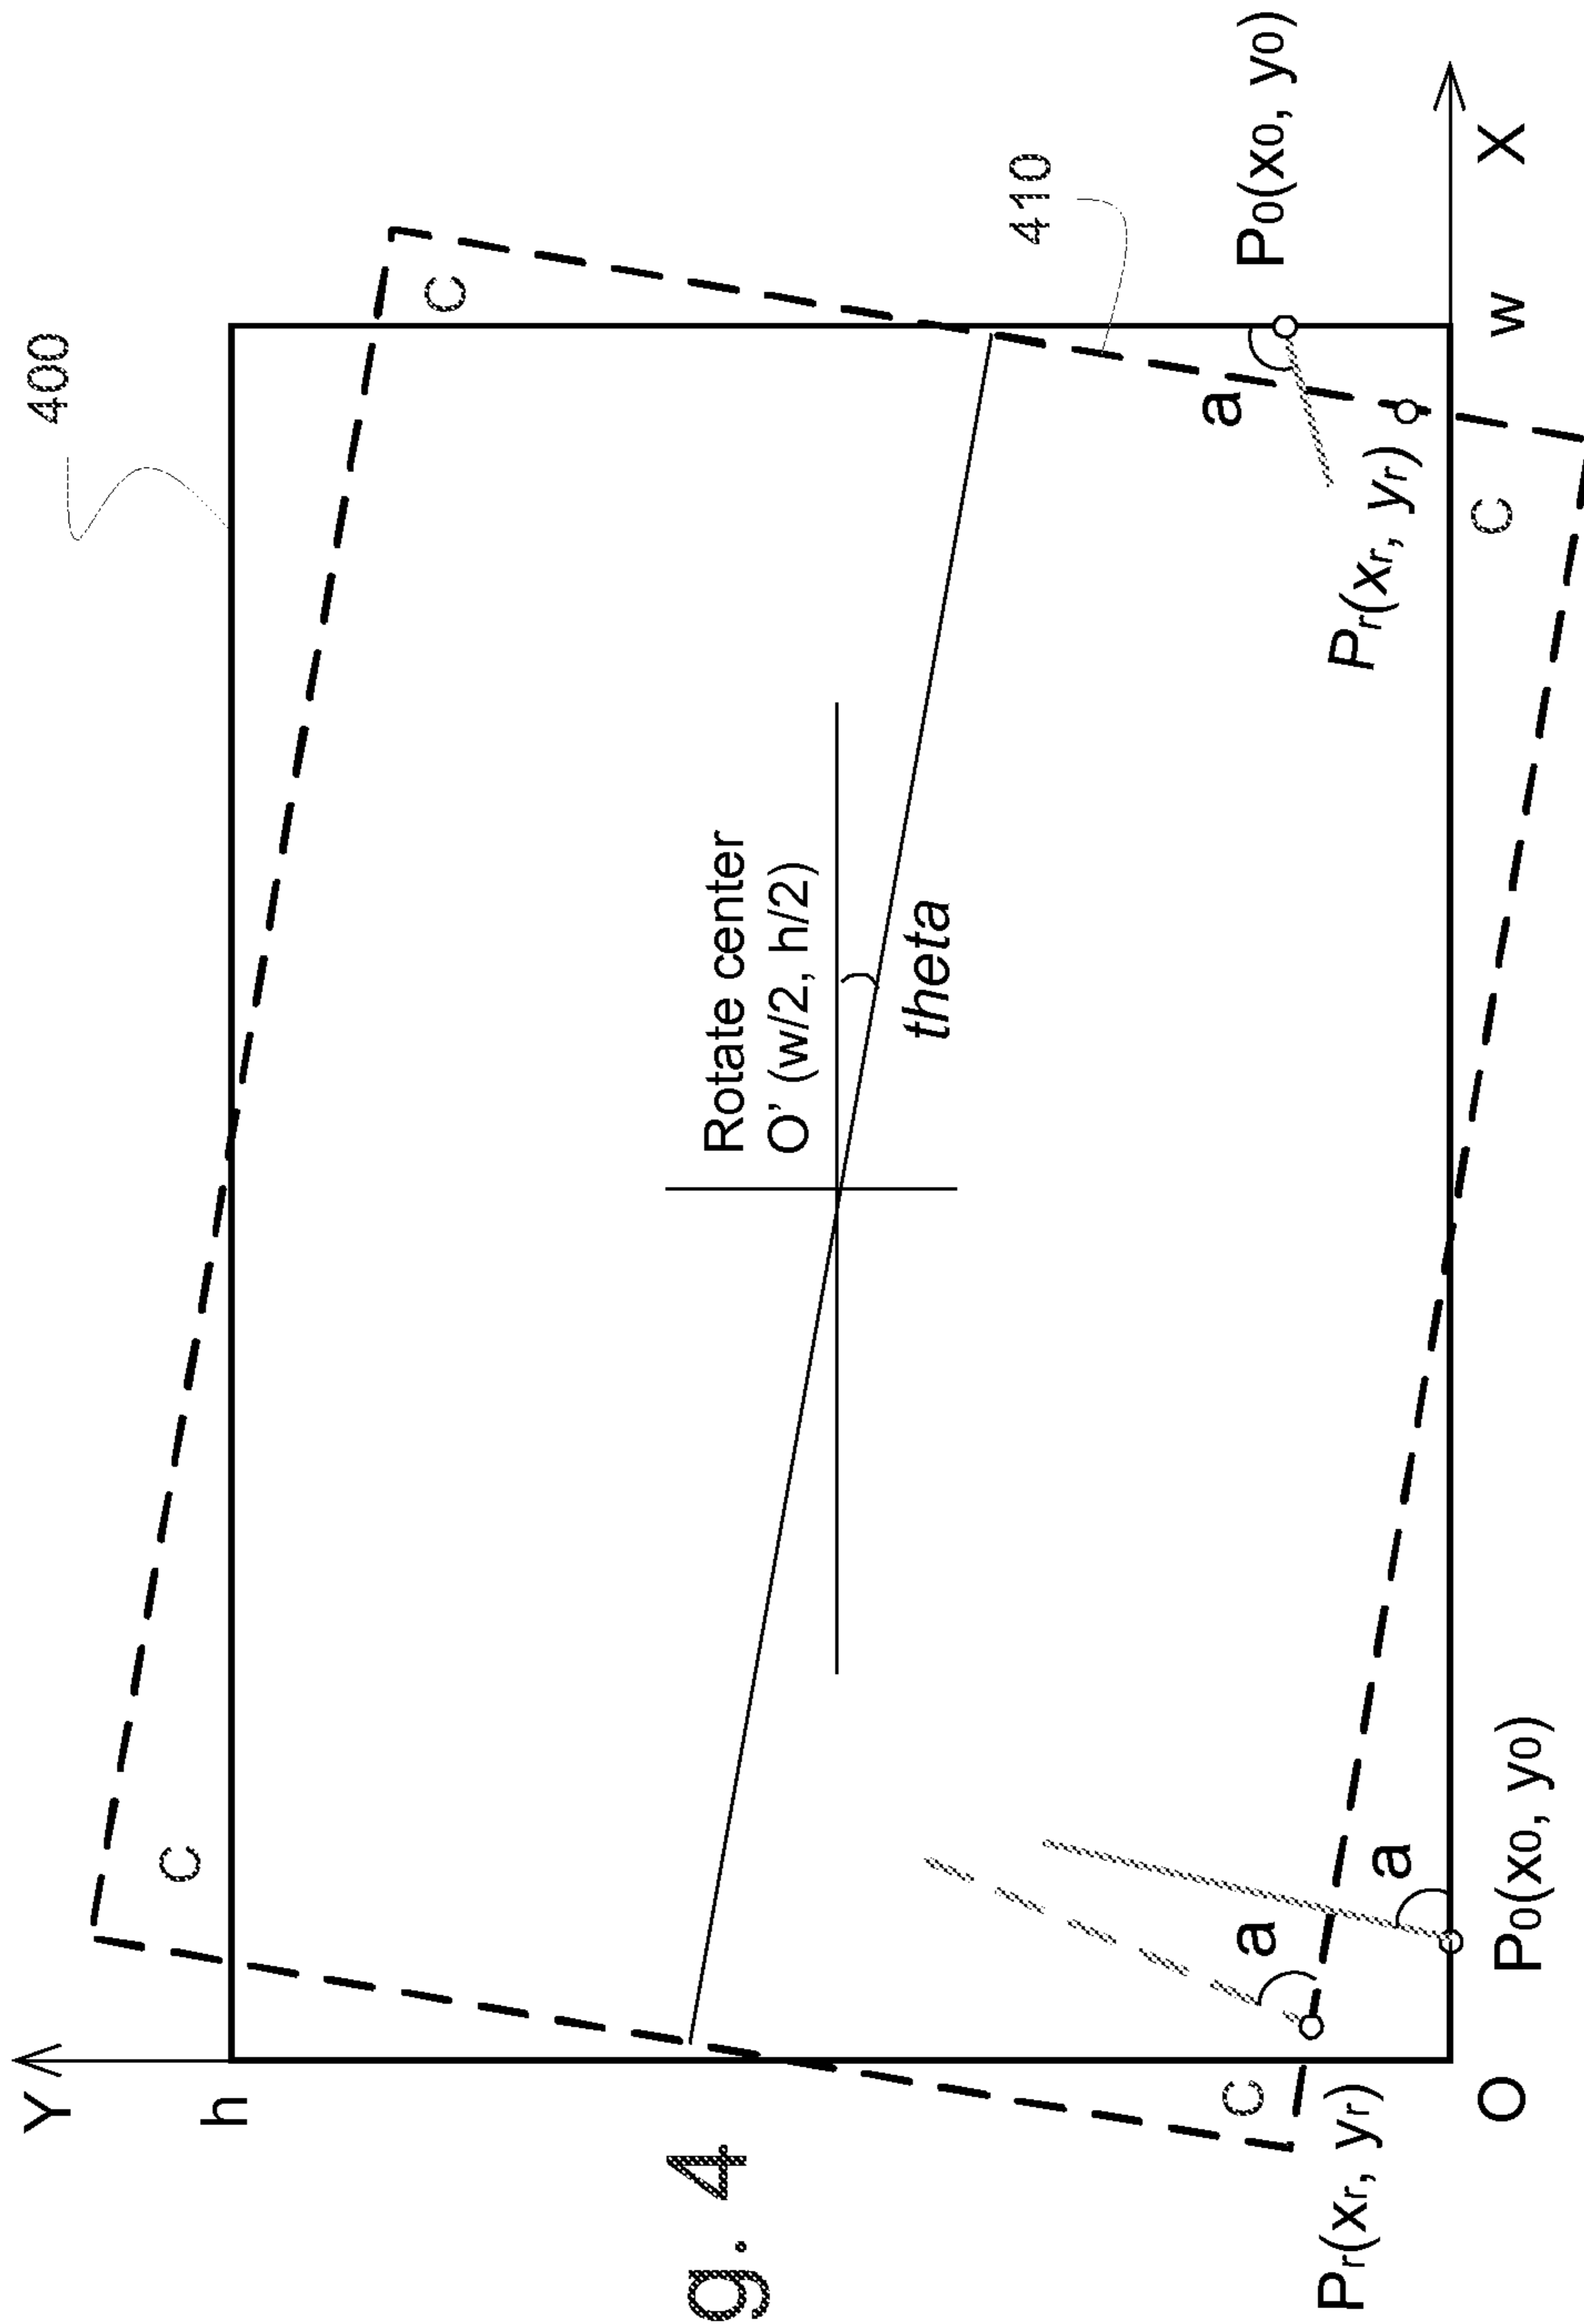 Y
h
400
C
C
410
Rotate center
O' (w/2, h/2)
theta
a
P0(x0, y0)
Pr(xr, yr)
C
a
a
C
Pr(xr, yr)
P0(x0, y0)
O
w
X
g. 4